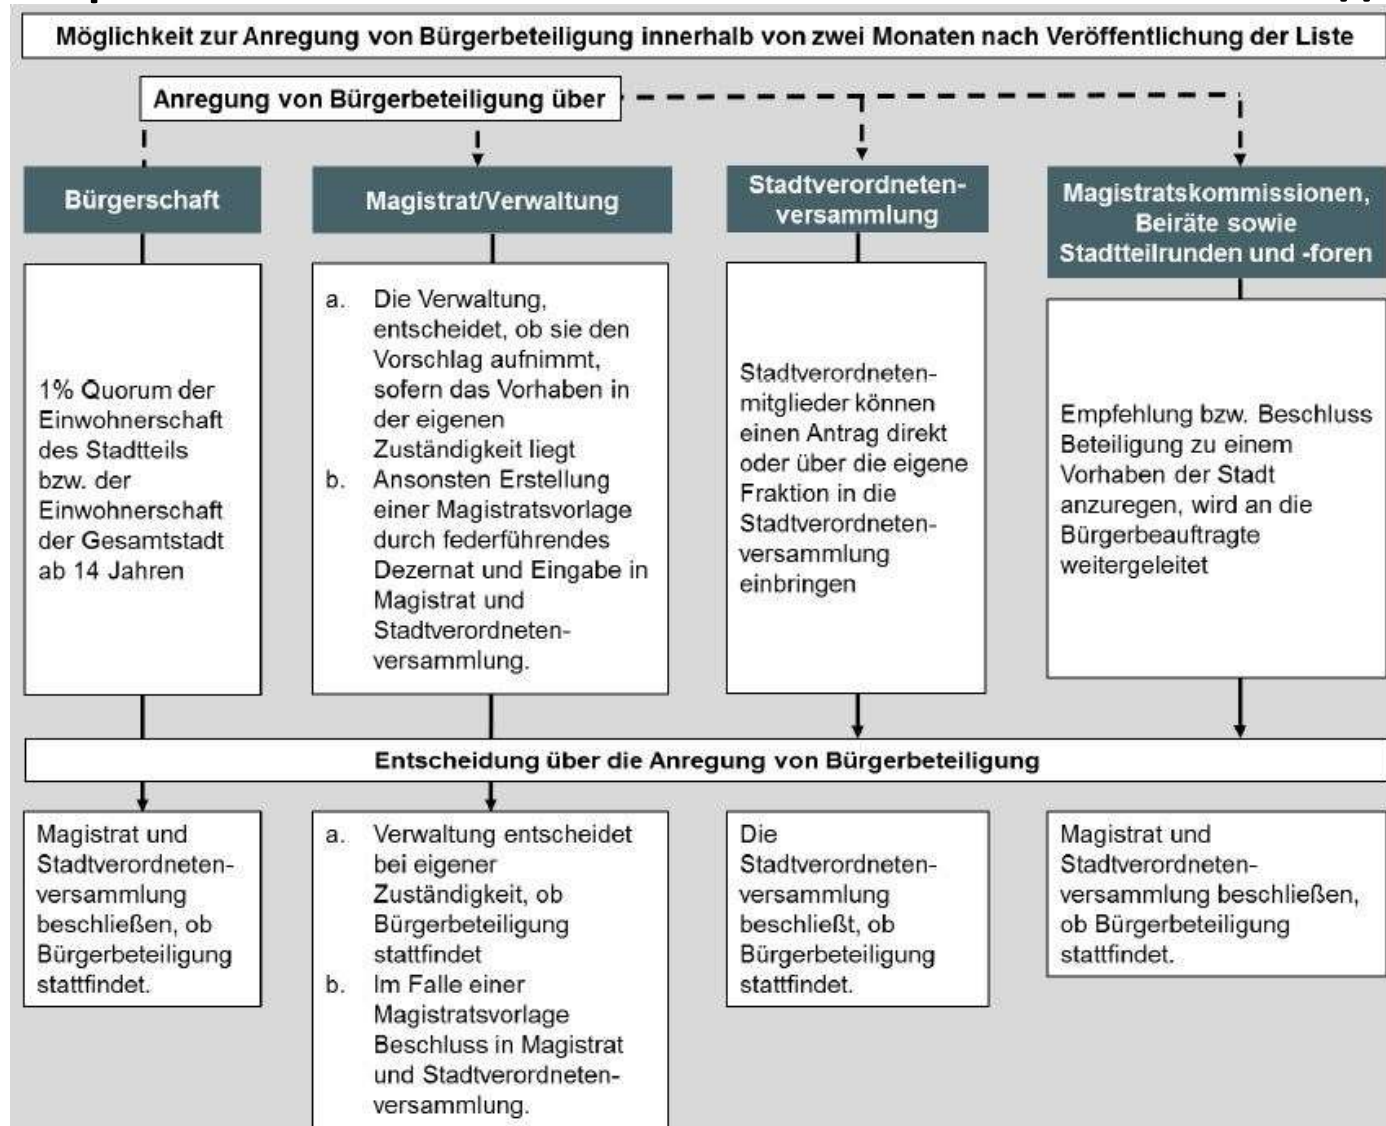 Möglichkeit zur Anregung von Bürgerbeteiligung innerhalb von zwei Monaten nach Veröffentlichung der Liste
Anregung von Bürgerbeteiligung über
Bürgerschaft
1% Quorum der
Einwohnerschaft
des Stadtteils
bzw. der
Einwohnerschaft
der Gesamtstadt
ab 14 Jahren
Magistrat/Verwaltung
a. Die Verwaltung,
entscheidet, ob sie den
Vorschlag aufnimmt,
sofern das Vorhaben in
der eigenen
Zuständigkeit liegt
b. Ansonsten Erstellung
einer Magistratsvorlage
durch federführendes
Dezernat und Eingabe in
Magistrat und
Stadtverordneten-
versammlung.
Stadtverordneten-
versammlung
Stadtverordneten-
mitglieder können
einen Antrag direkt
oder über die eigene
Fraktion in die
Stadtverordneten-
versammlung
einbringen
Magistratskommissionen,
Beiräte sowie
Stadtteilrunden und -foren
Empfehlung bzw. Beschluss
Beteiligung zu einem
Vorhaben der Stadt
anzuregen, wird an die
Bürgerbeauftragte
weitergeleitet
Entscheidung über die Anregung von Bürgerbeteiligung
Magistrat und
Stadtverordneten-
versammlung
beschließen, ob
Bürgerbeteiligung
stattfindet.
a. Verwaltung entscheidet
bei eigener
Zuständigkeit, ob
Bürgerbeteiligung
stattfindet
b. Im Falle einer
Magistratsvorlage
Beschluss in Magistrat
und Stadtverordneten-
versammlung.
Die
Stadtverordneten-
versammlung
beschließt, ob
Bürgerbeteiligung
stattfindet.
Magistrat und
Stadtverordneten-
versammlung beschließen,
ob Bürgerbeteiligung
stattfindet.